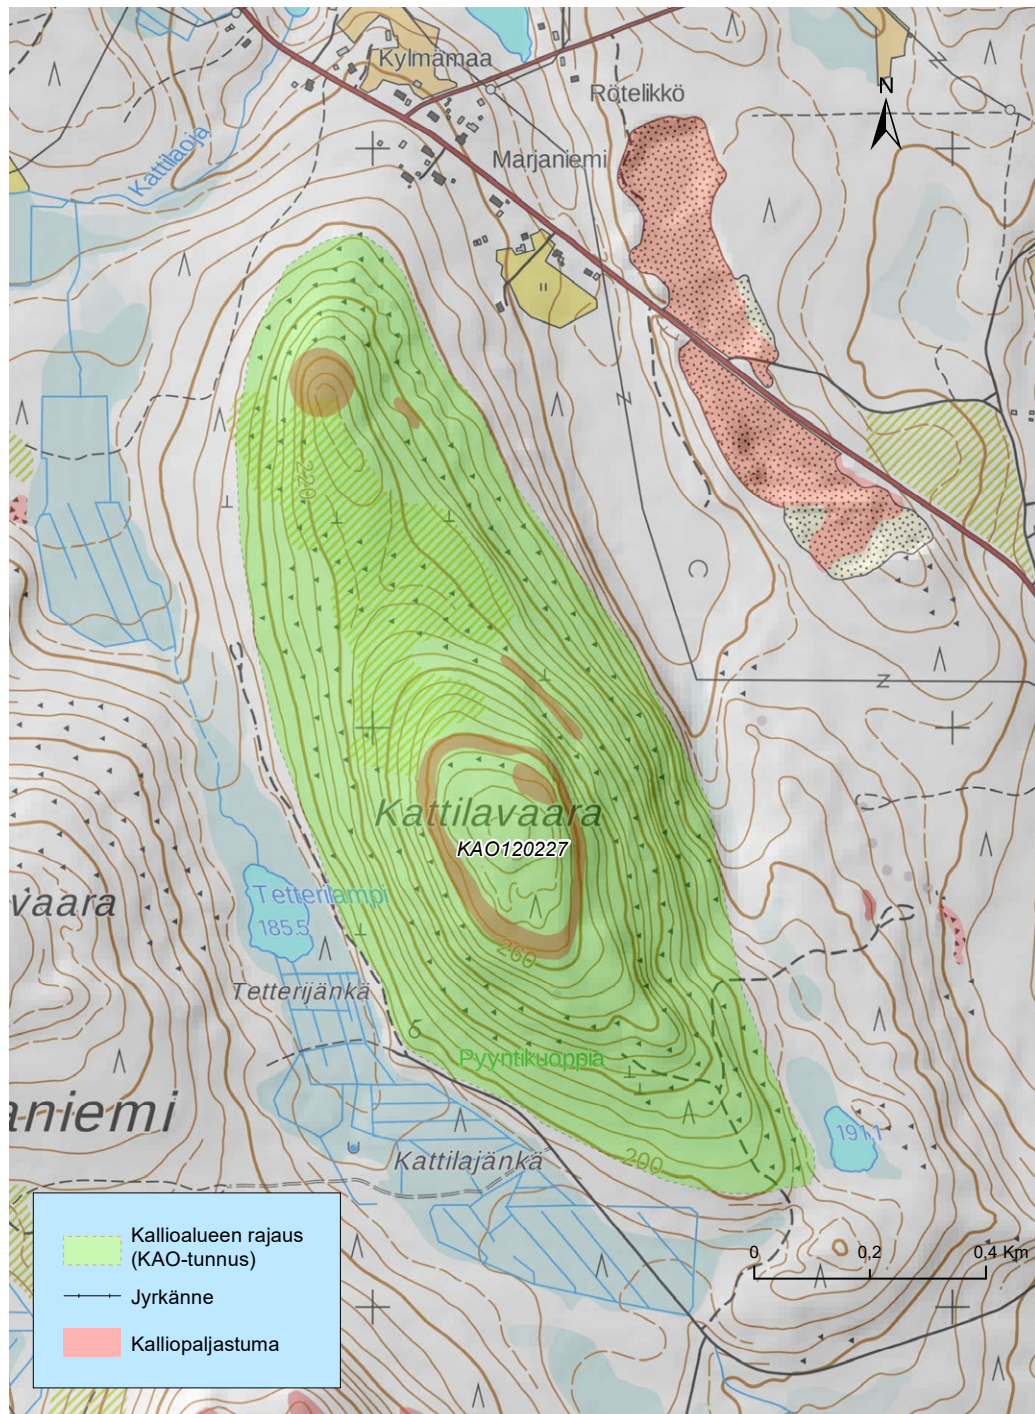 Kylmämaa
Rötelikkö
N
Marjaniemi
Kattilaoja
220
Kattilavaara
KAO120227
Tetterilampi
185.5
vaara
260
Tetterijänkä
Pyyntikuoppia
aniemi
191.1
Kattilajänkä
200
Kallioalueen rajaus
(KAO-tunnus)
Jyrkänne
Kalliopaljastuma
0 0,2 0,4 Km